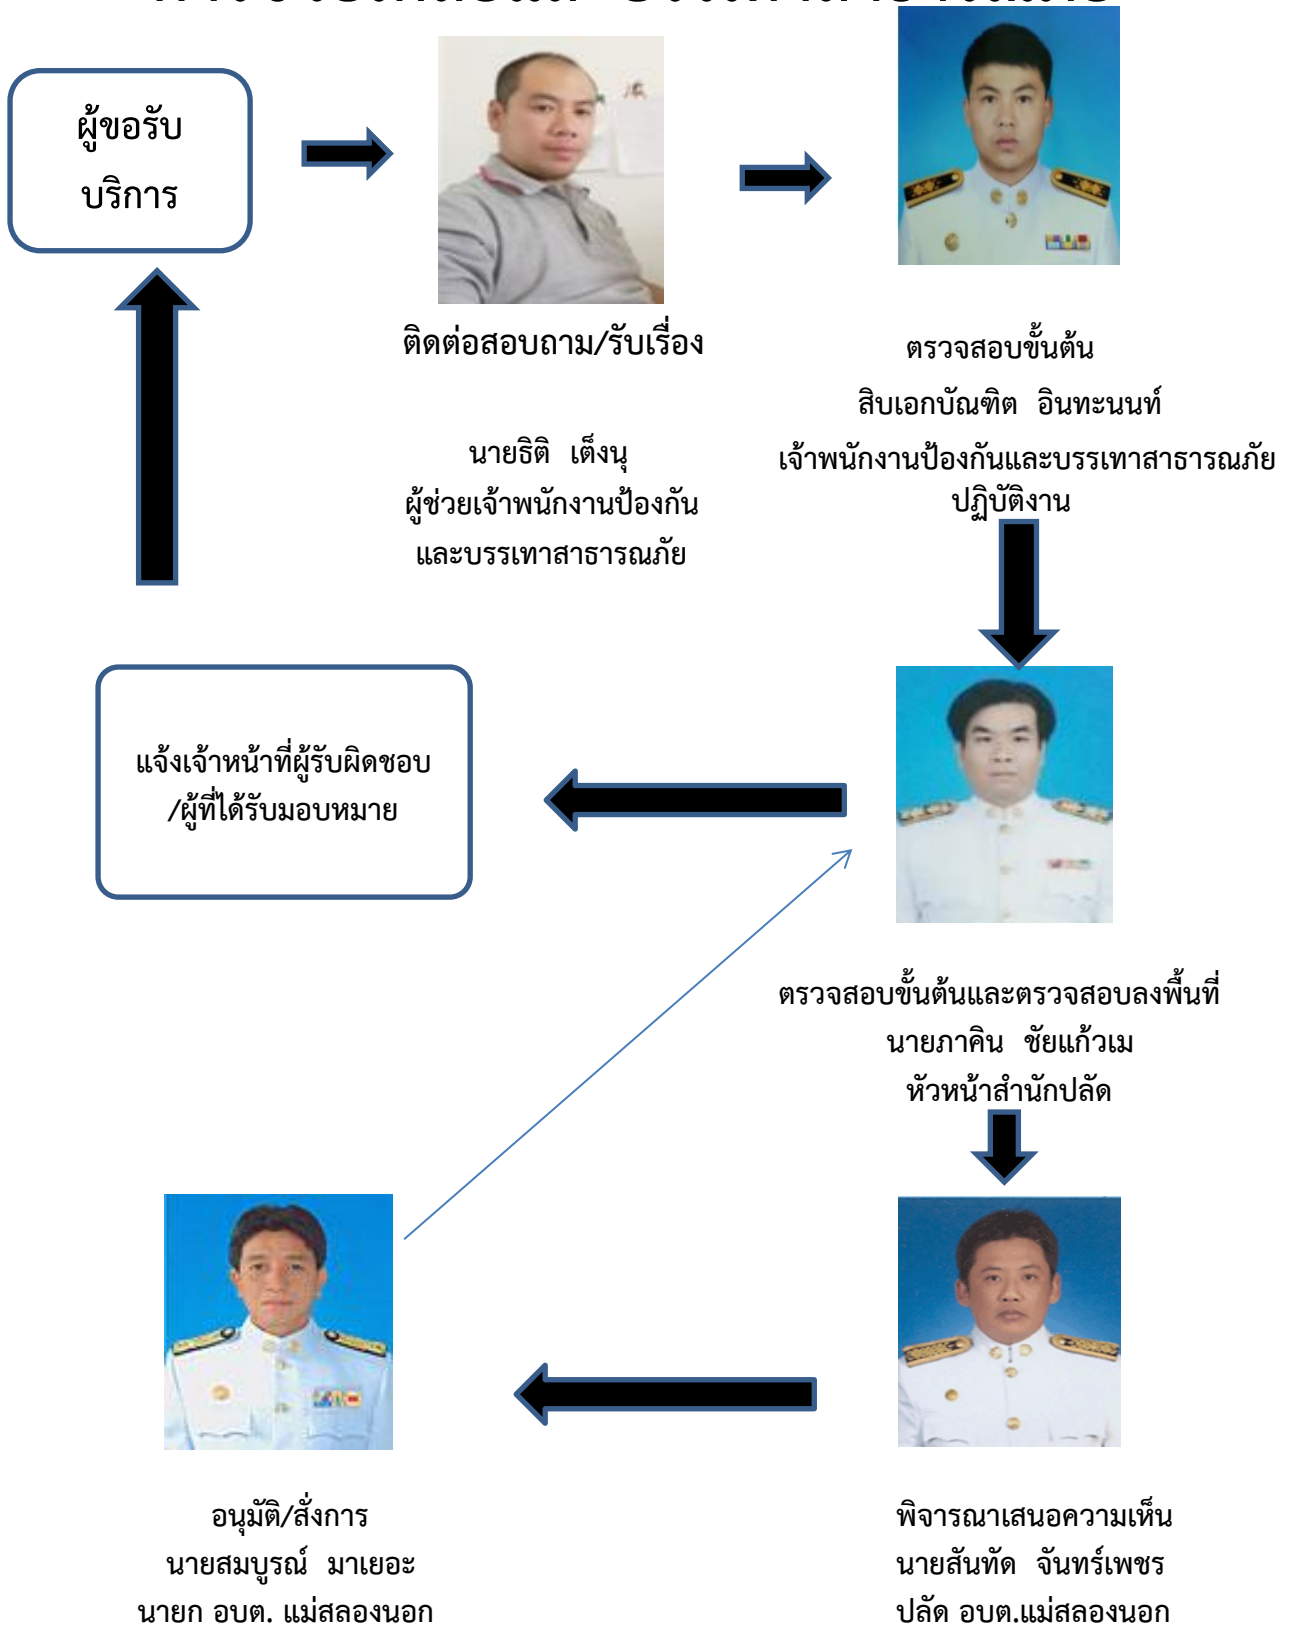 ผู้ขอรับ
บริการ
ติดต่อสอบถาม/รับเรื่อง
นายธิติ เต็งนุ
ผู้ช่วยเจ้าพนักงานป้องกัน
และบรรเทาสาธารณภัย
ตรวจสอบขั้นต้น
สิบเอกบัณฑิต อินทะนนท์
เจ้าพนักงานป้องกันและบรรเทาสาธารณภัย
ปฏิบัติงาน
แจ้งเจ้าหน้าที่ผู้รับผิดชอบ
/ผู้ที่ได้รับมอบหมาย
ตรวจสอบขั้นต้นและตรวจสอบลงพื้นที่
นายภาคิน ชัยแก้วเม
หัวหน้าสำนักปลัด
อนุมัติ/สั่งการ
นายสมบูรณ์ มาเยอะ
นายก อบต. แม่สลองนอก
พิจารณาเสนอความเห็น
นายสันทัด จันทร์เพชร
ปลัด อบต.แม่สลองนอก